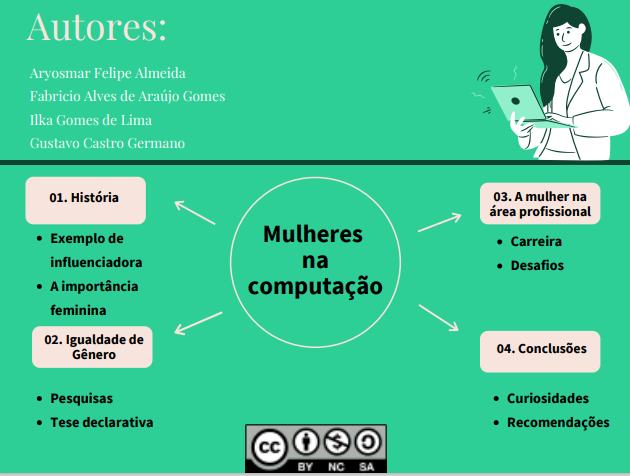 Autores:
Aryosmar Felipe Almeida
Fabricio Alves de Araújo Gomes
Ilka Gomes de Lima
Gustavo Castro Germano
01. História
• Exemplo de
influenciadora
• A importância
feminina
02. Igualdade de
Gênero
• Pesquisas
• Tese declarativa
Mulheres
na
computação
03. A mulher na
área profissional
• Carreira
• Desafios
04. Conclusões
• Curiosidades
• Recomendações
cc
BY NC SA